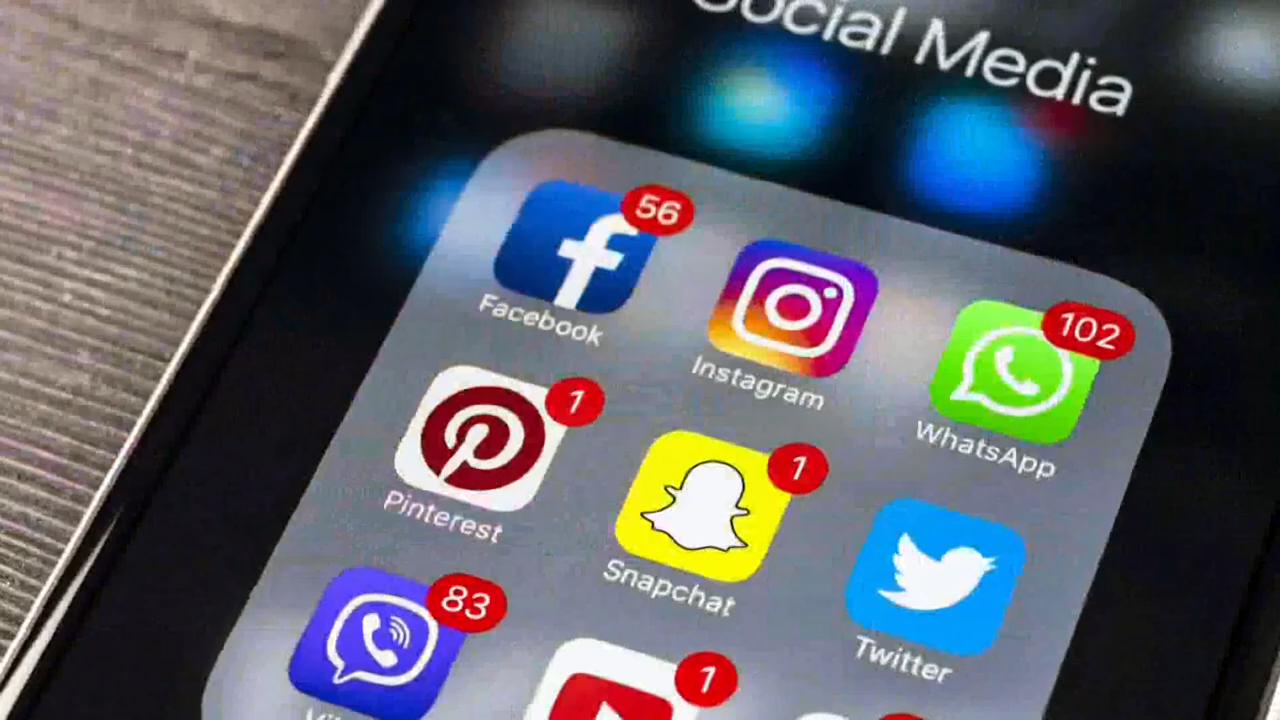 Social Media
56
Facebook
Instagram
102
WhatsApp
1
Pinterest
1
Snapchat
Twitter
83
1